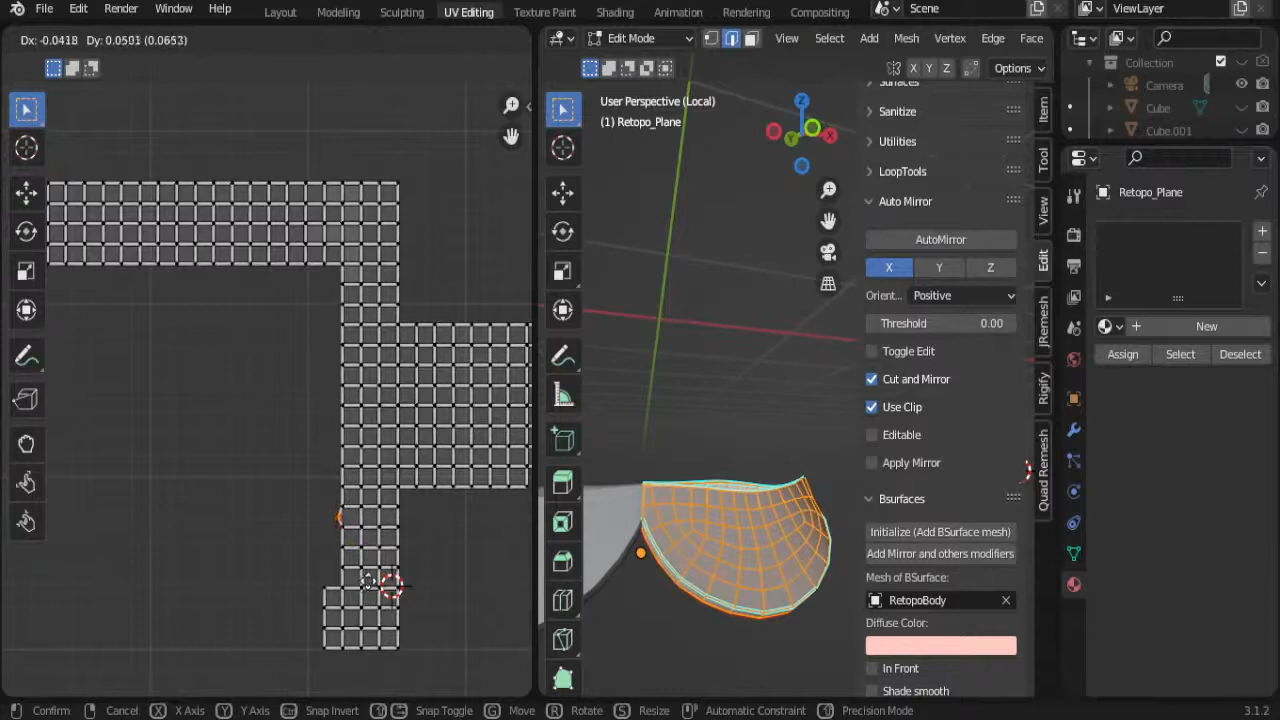 File Edit Render Window Help Layout Modeling Sculpting UV Editing Texture Paint Shading Animation Rendering Compositing Scene ViewLayer
Dx: -0.0418 Dy: 0.0501 (0.0653) Edit Mode View Select Add Mesh Vertex Edge Face
X Y Z Options
Collection
Camera
Cube
Cube.001
User Perspective (Local)
(1) Retopo_Plane
Z
X
Y
Sanitize
Utilities
LoopTools
Auto Mirror
AutoMirror
X Y Z
Orient... Positive
Threshold 0.00
Toggle Edit
Cut and Mirror
Use Clip
Editable
Apply Mirror
Bsurfaces
Initialize (Add BSurface mesh)
Add Mirror and others modifiers
Mesh of BSurface:
RetopoBody
Diffuse Color:
In Front
Shade smooth
Item
Tool
View
Edit
JRemesh
Rigify
Quad Remesh
Retopo_Plane
New
Assign Select Deselect
Confirm Cancel X X Axis Y Y Axis Ctrl Snap Invert Snap Toggle G Move R Rotate S Resize Automatic Constraint Precision Mode 3.1.2